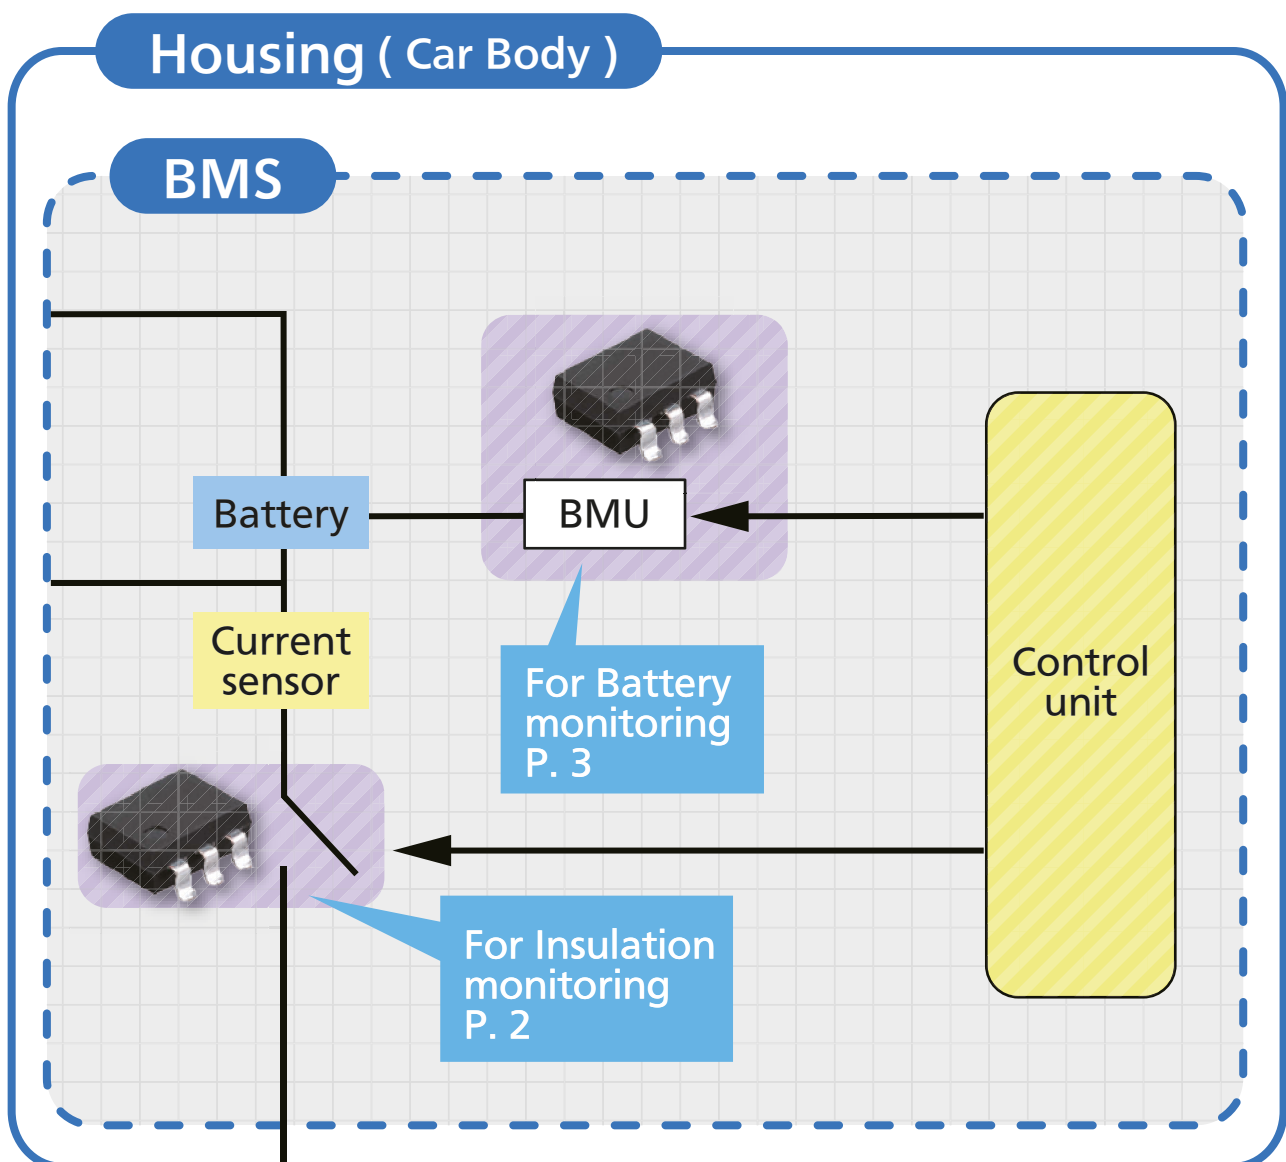 Housing ( Car Body )
BMS
Battery
BMU
Current
sensor
For Battery
monitoring
P. 3
Control
unit
For Insulation
monitoring
P. 2